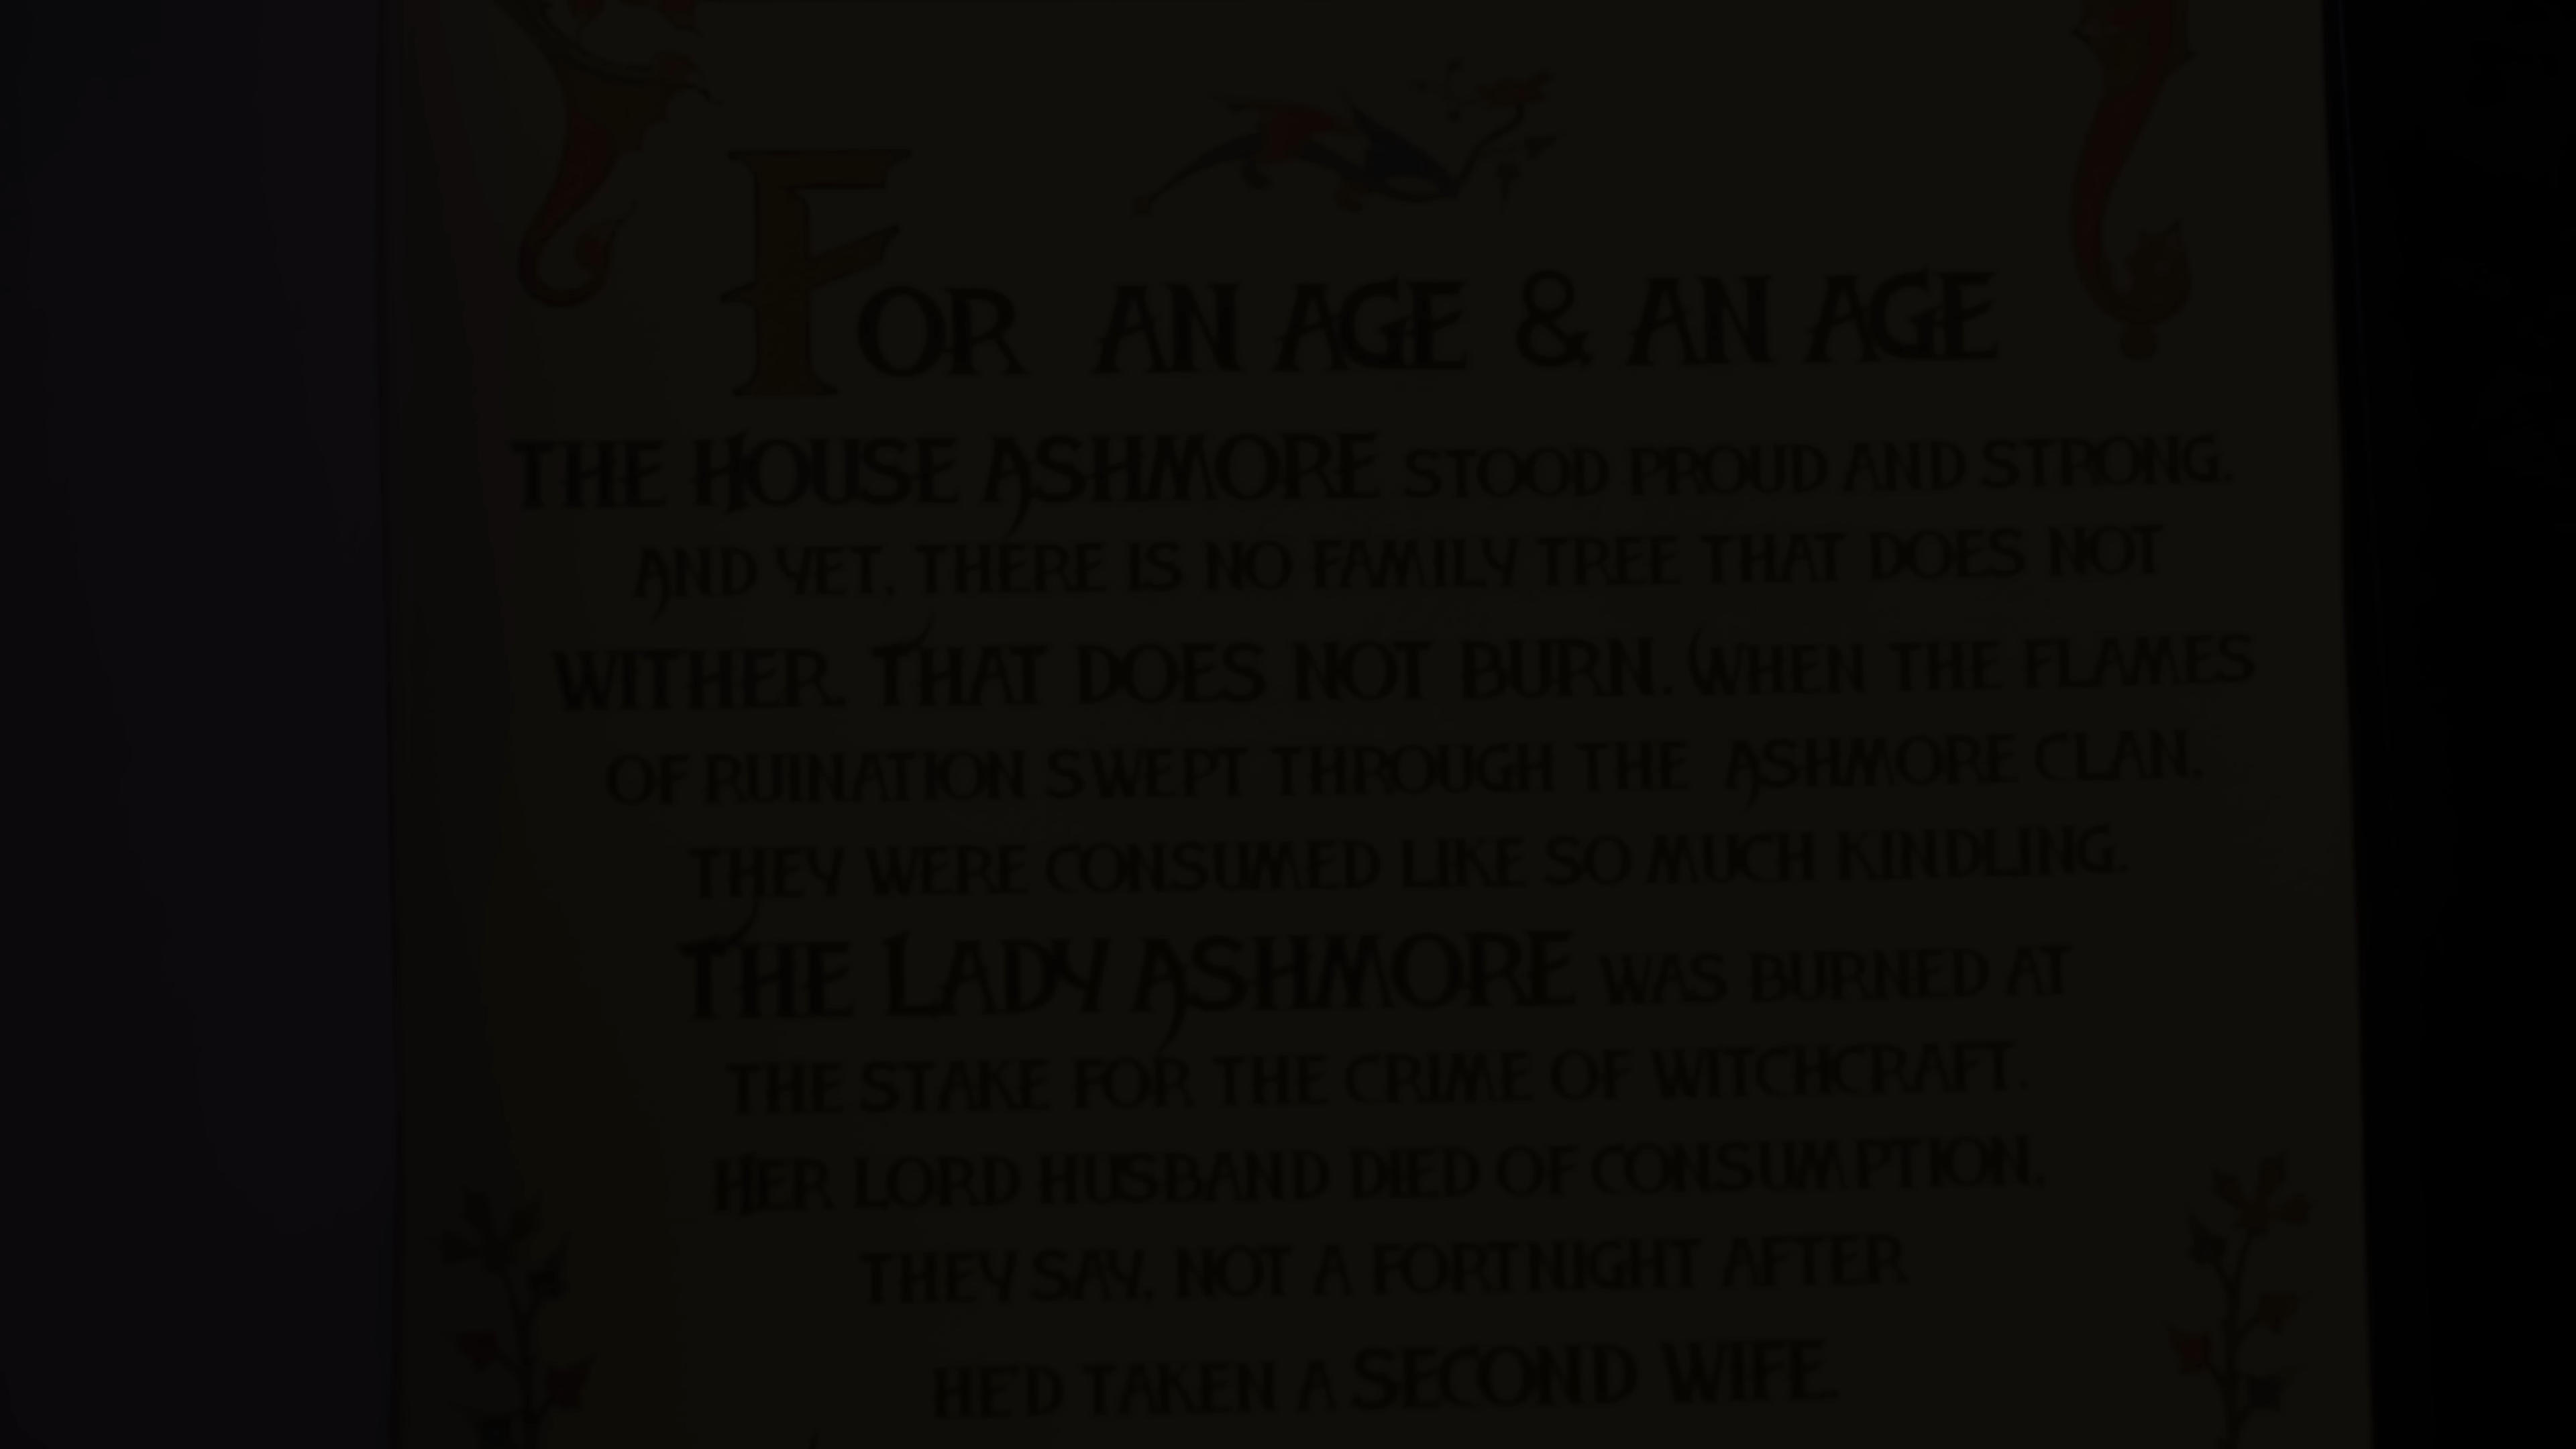 FOR AN AGE & AN AGE
THE HOUSE ASHMORE STOOD PROUD AND STRONG.
AND YET, THERE IS NO FAMILY TREE THAT DOES NOT
WITHER. THAT DOES NOT BURN. WHEN THE FLAMES
OF RUINATION SWEPT THROUGH THE ASHMORE CLAN,
THEY WERE CONSUMED LIKE SO MUCH KINDLING.
THE LADY ASHMORE WAS BURNED AT
THE STAKE FOR THE CRIME OF WITCHCRAFT.
HER LORD HUSBAND DIED OF CONSUMPTION,
THEY SAY, NOT A FORTNIGHT AFTER
HE'D TAKEN A SECOND WIFE